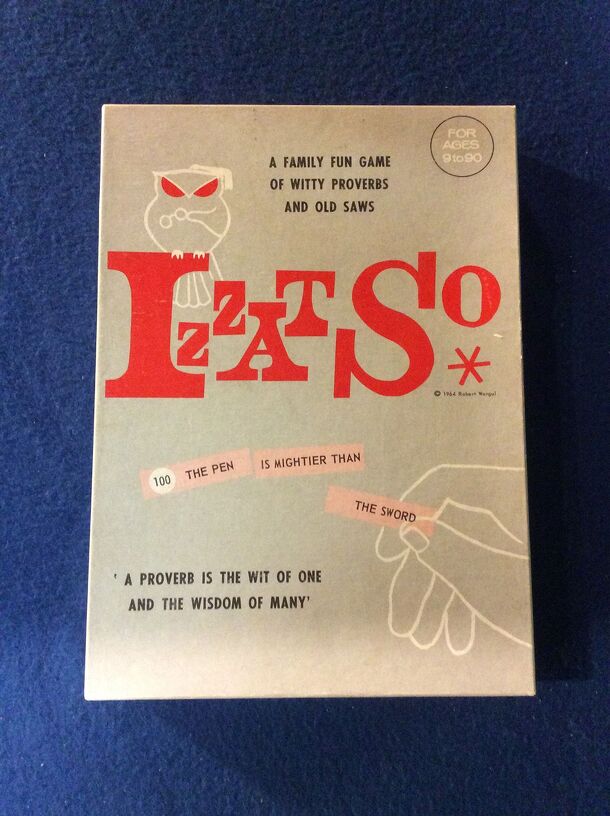 FOR
AGES
9 to 90
A FAMILY FUN GAME
OF WITTY PROVERBS
AND OLD SAWS
IZZATSO
*
© 1964 Robert Wergul
100 THE PEN IS MIGHTIER THAN
THE SWORD
' A PROVERB IS THE WIT OF ONE
AND THE WISDOM OF MANY'